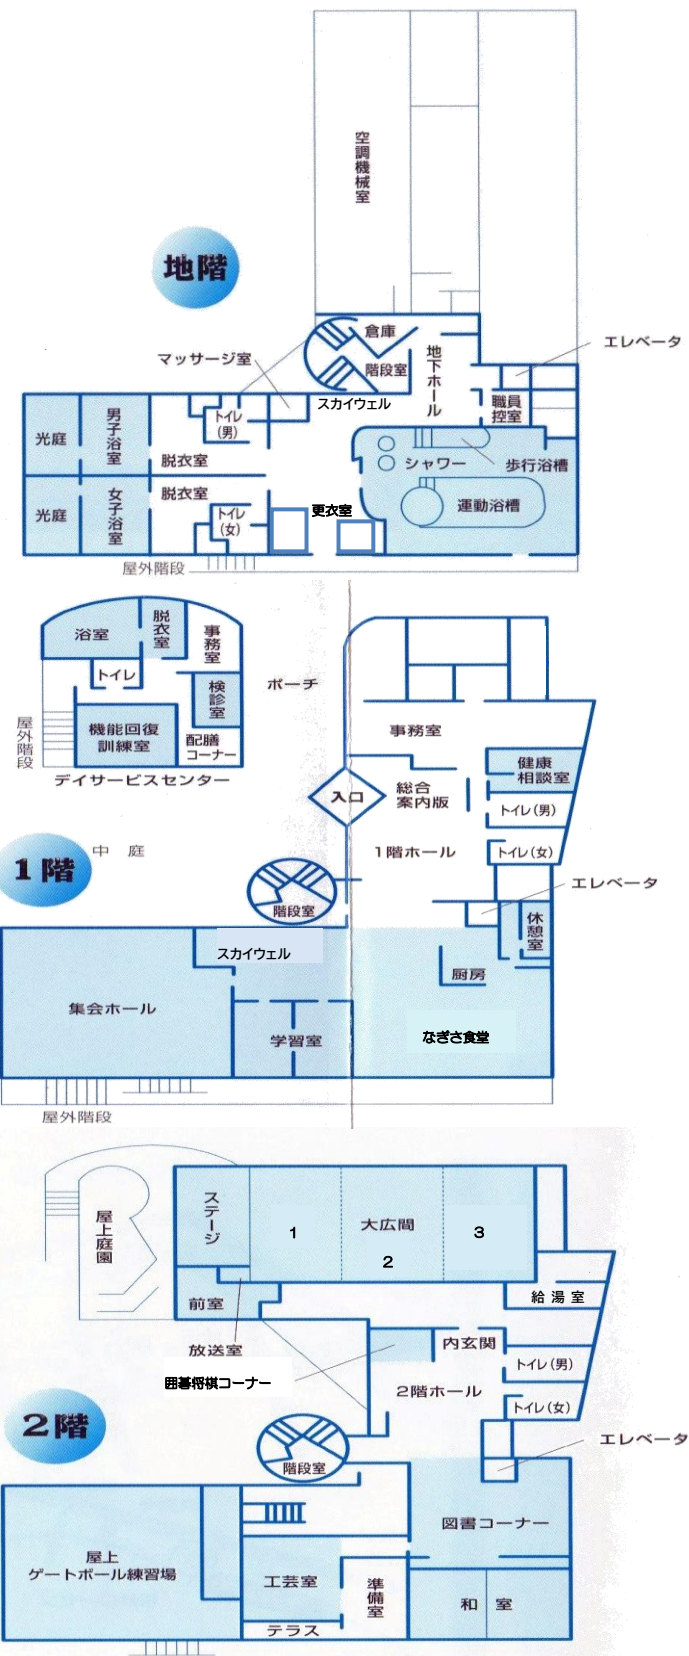 空調機械室
地階
倉庫
エレベータ
マッサージ室
階段室
地下ホール
スカイウェル
職員
控室
男子浴室
トイレ
(男)
光庭
脱衣室
シャワー
歩行浴槽
脱衣室
女子浴室
光庭
トイレ
(女)
更衣室
運動浴槽
屋外階段
浴室
脱衣室
事務室
トイレ
検診室
ポーチ
屋外階段
機能回復
訓練室
配膳
コーナー
デイサービスセンター
事務室
健康
相談室
総合
案内版
入口
トイレ(男)
1階
中庭
1階ホール
トイレ(女)
エレベータ
階段室
休憩室
スカイウェル
厨房
集会ホール
学習室
なぎさ食堂
屋外階段
ステージ
屋上庭園
1
大広間
2
3
前室
給湯室
放送室
内玄関
囲碁将棋コーナー
トイレ(男)
2階ホール
トイレ(女)
2階
エレベータ
階段室
図書コーナー
屋上
ゲートボール練習場
工芸室
準備室
和室
テラス
屋外階段